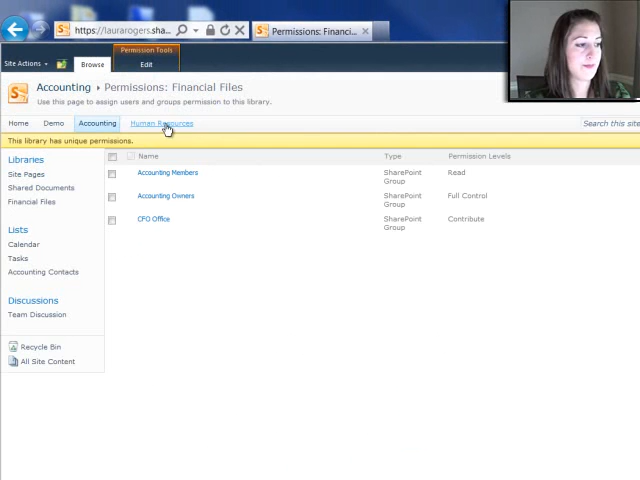 https://laurarogers.sha...
Permissions: Financi...
Permission Tools
Site Actions
Browse
Edit
Accounting ▸ Permissions: Financial Files
Use this page to assign users and groups permission to this library.
Home
Demo
Accounting
Human Resources
Search this site
This library has unique permissions.
Libraries
Site Pages
Shared Documents
Financial Files
Lists
Calendar
Tasks
Accounting Contacts
Discussions
Team Discussion
Recycle Bin
All Site Content
Name Type Permission Levels
Accounting Members SharePoint Group Read
Accounting Owners SharePoint Group Full Control
CFO Office SharePoint Group Contribute